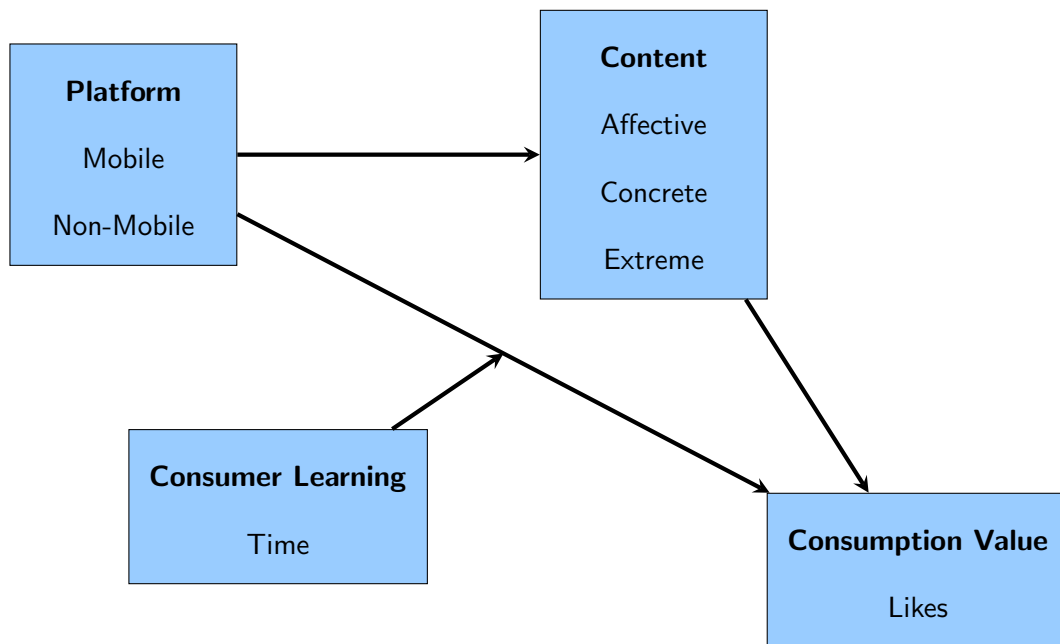 Platform
Mobile
Non-Mobile
Content
Affective
Concrete
Extreme
Consumer Learning
Time
Consumption Value
Likes